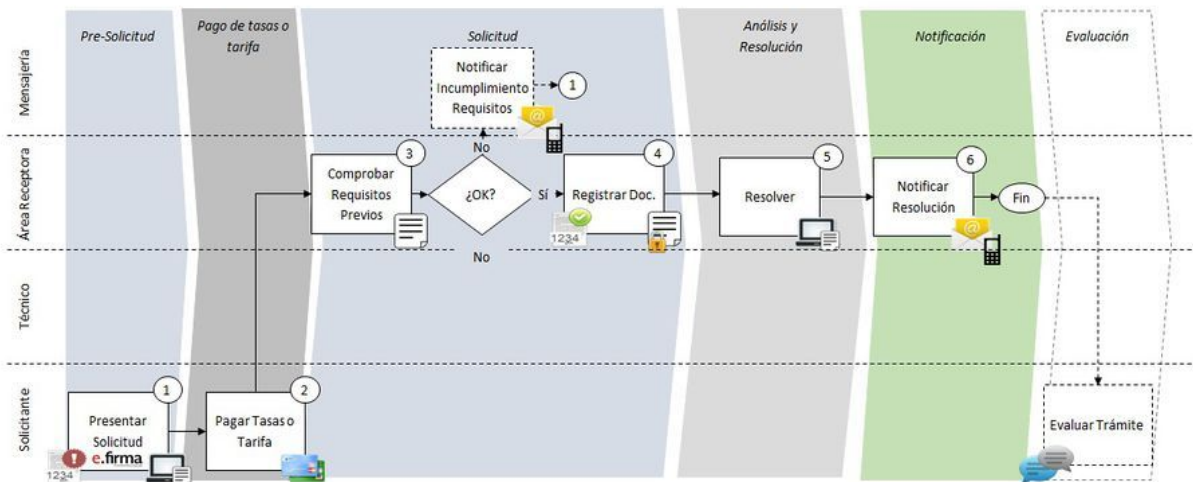 Pre-Solicitud
Pago de tasas o
tarifa
Solicitud
Análisis y
Resolución
Notificación
Evaluación
Mensajería
Notificar
Incumplimiento
Requisitos
1
@
No
Área Receptora
3
Comprobar
Requisitos
Previos
¿OK?
Sí
4
Registrar Doc.
1234
5
Resolver
6
Notificar
Resolución
@
Fin
No
Técnico
Solicitante
1
Presentar
Solicitud
1234
e.firma
2
Pagar Tasas o
Tarifa
Evaluar Trámite